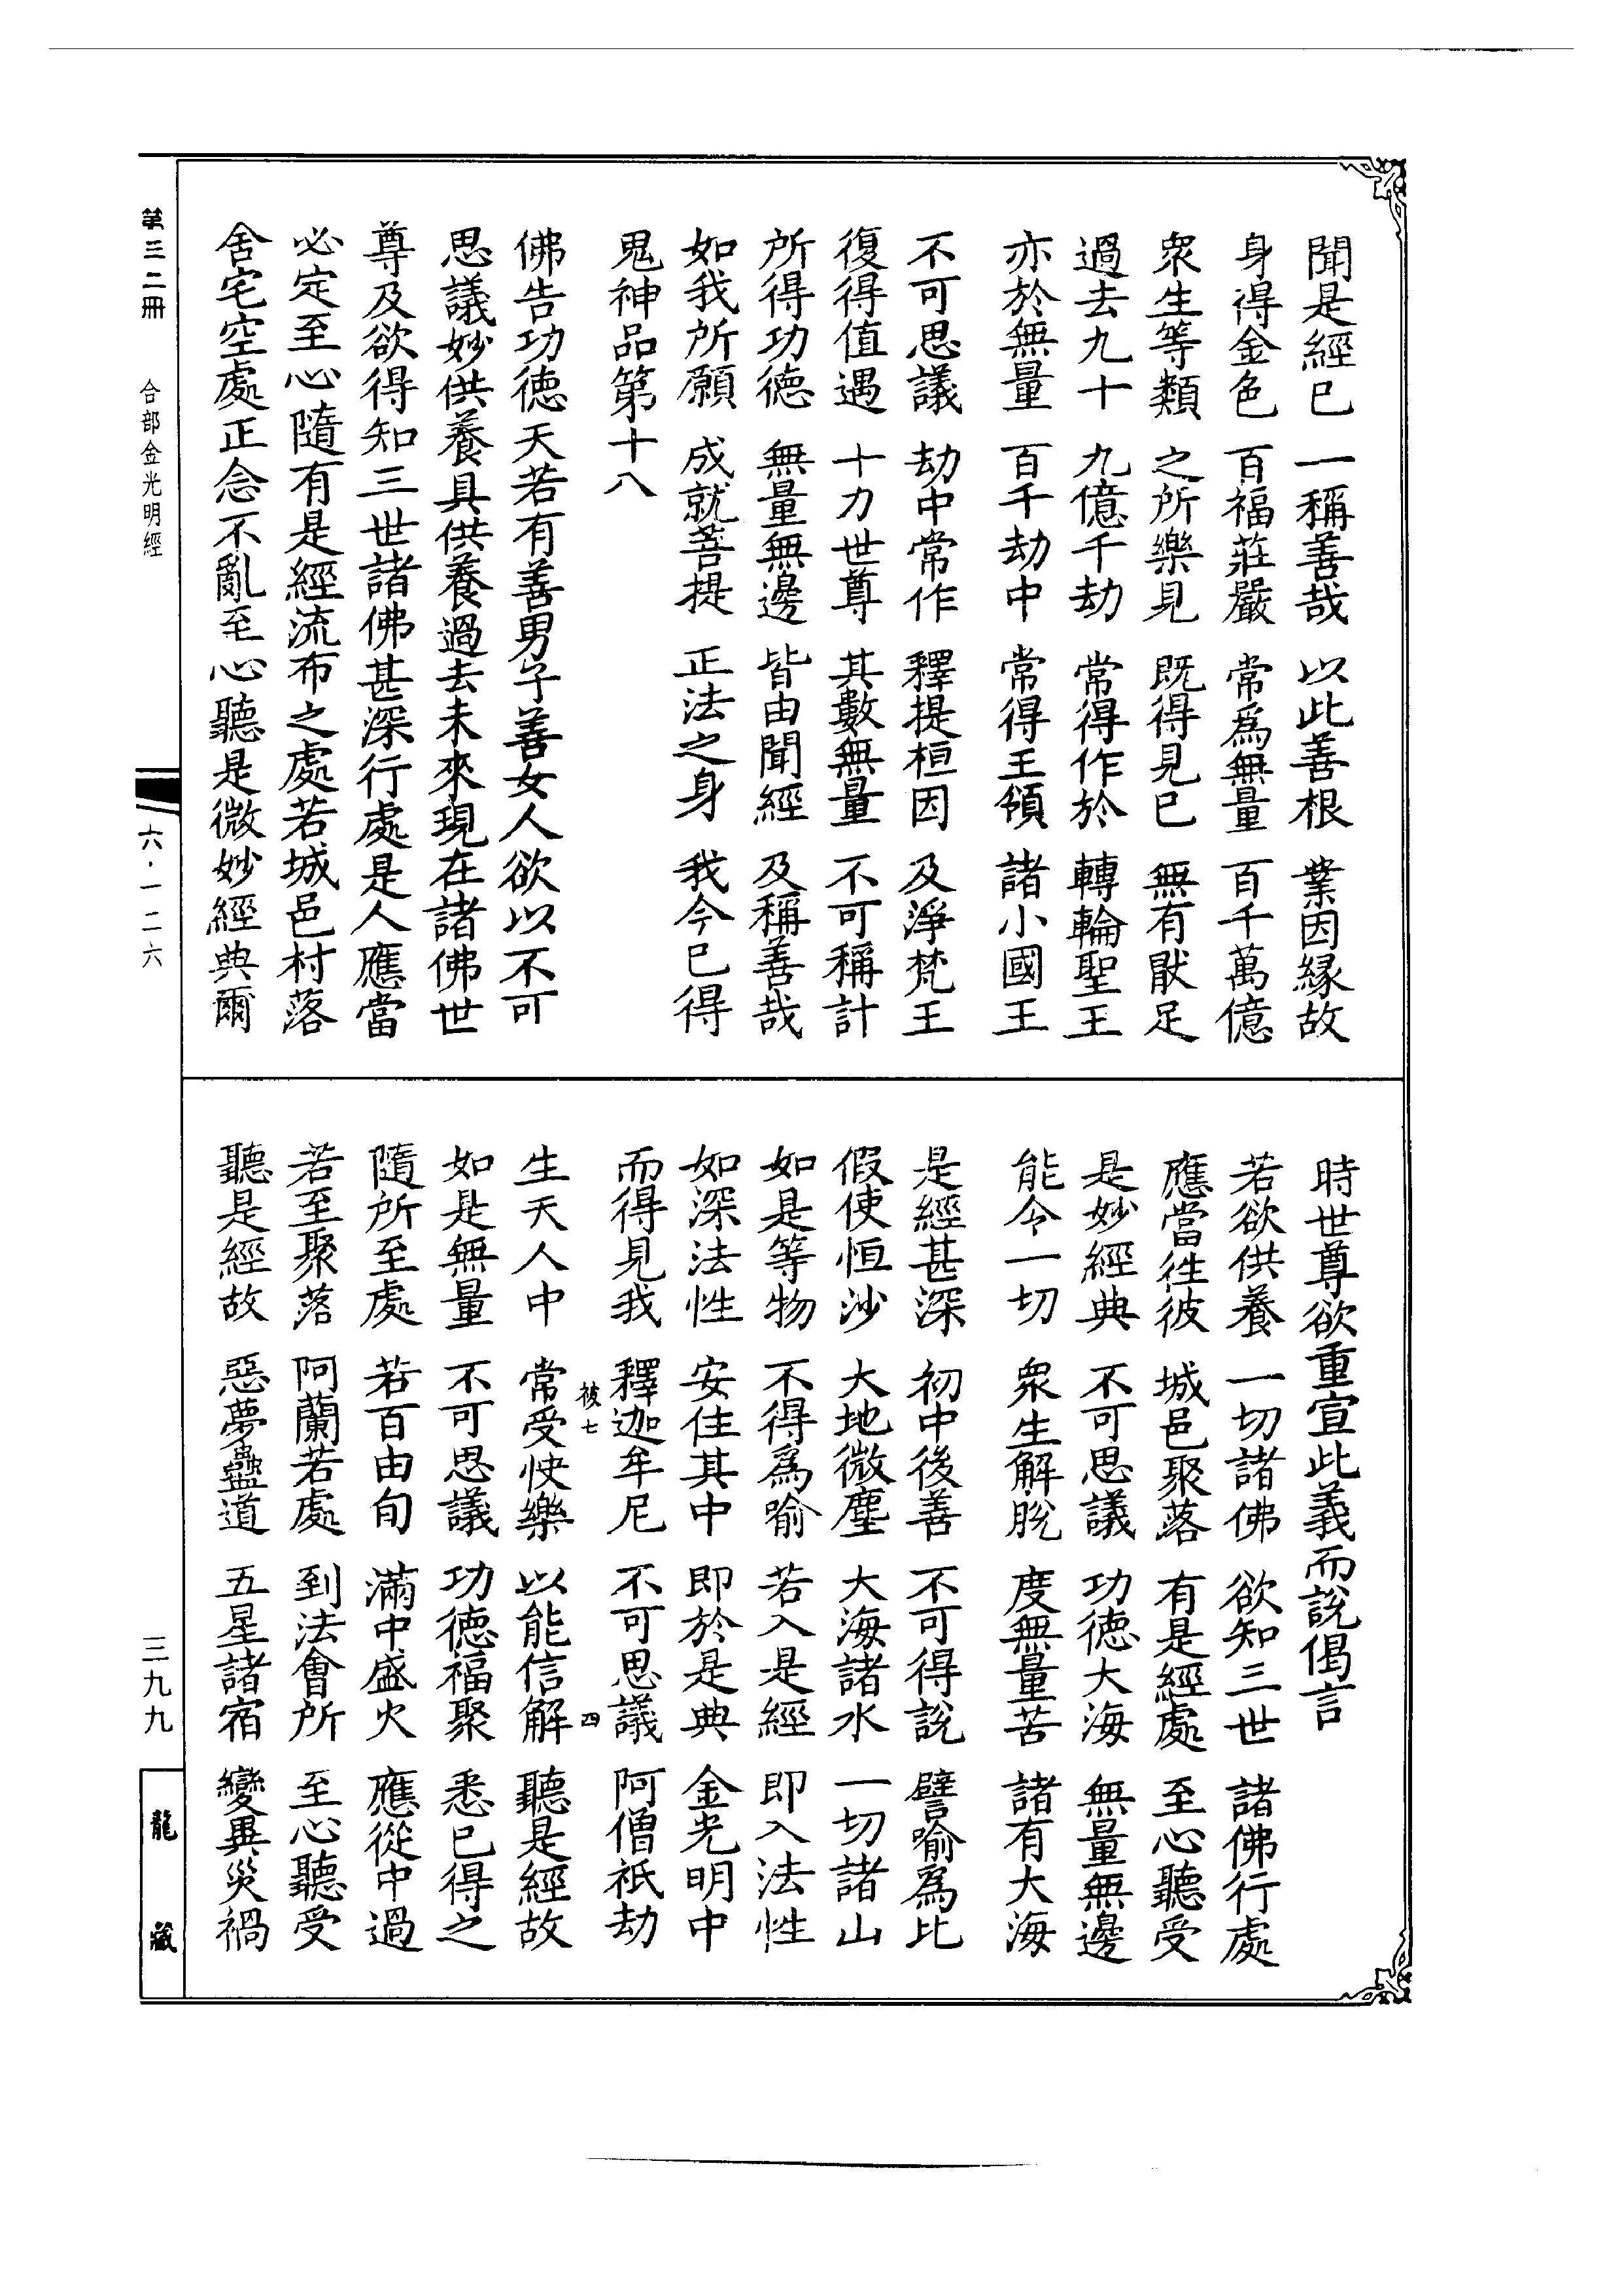 聞是經已 一稱善哉 以此善根 業因緣故
身得金色 百福莊嚴 常爲無量 百千萬億
衆生等類 之所樂見 既得見已 無有猒足
過去九十 九億千劫 常得作於 轉輪聖王
亦於無量 百千劫中 常得王領 諸小國王
不可思議 劫中常作 釋提桓因 及淨梵王
復得值遇 十力世尊 其數無量 不可稱計
所得功德 無量無邊 皆由聞經 及稱善哉
如我所願 成就菩提 正法之身 我今已得
鬼神品第十八
佛告功德天若有善男子善女人欲以不可
思議妙供養具供養過去未來現在諸佛世
尊及欲得知三世諸佛甚深行處是人應當
必定至心隨有是經流布之處若城邑村落
舍宅空處正念不亂至心聽是微妙經典爾
時世尊欲重宣此義而說偈言
若欲供養 一切諸佛 欲知三世 諸佛行處
應當往彼 城邑聚落 有是經處 至心聽受
是妙經典 不可思議 功德大海 無量無邊
能令一切 衆生解脫 度無量苦 諸有大海
是經甚深 初中後善 不可得說 譬喻爲比
假使恒沙 大地微塵 大海諸水 一切諸山
如是等物 不得爲喻 若入是經 即入法性
如深法性 安住其中 即於是典 金光明中
而得見我 釋迦牟尼 不可思議 阿僧祇劫
彼七 四
生天人中 常受快樂 以能信解 聽是經故
如是無量 不可思議 功德福聚 悉已得之
隨所至處 若百由旬 滿中盛火 應從中過
若至聚落 阿蘭若處 到法會所 至心聽受
聽是經故 惡夢蠱道 五星諸宿 變異災禍
第三二冊 合部金光明經 六·一二六 三九九 龍藏